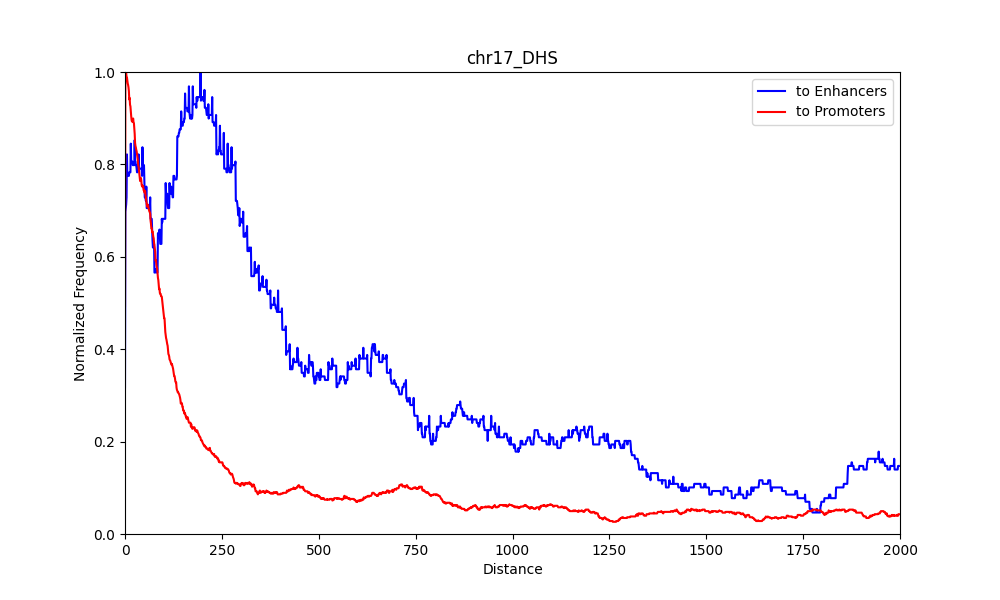 chr17_DHS
to Enhancers
to Promoters
Normalized Frequency
1.0
0.8
0.6
0.4
0.2
0.0
0 250 500 750 1000 1250 1500 1750 2000
Distance